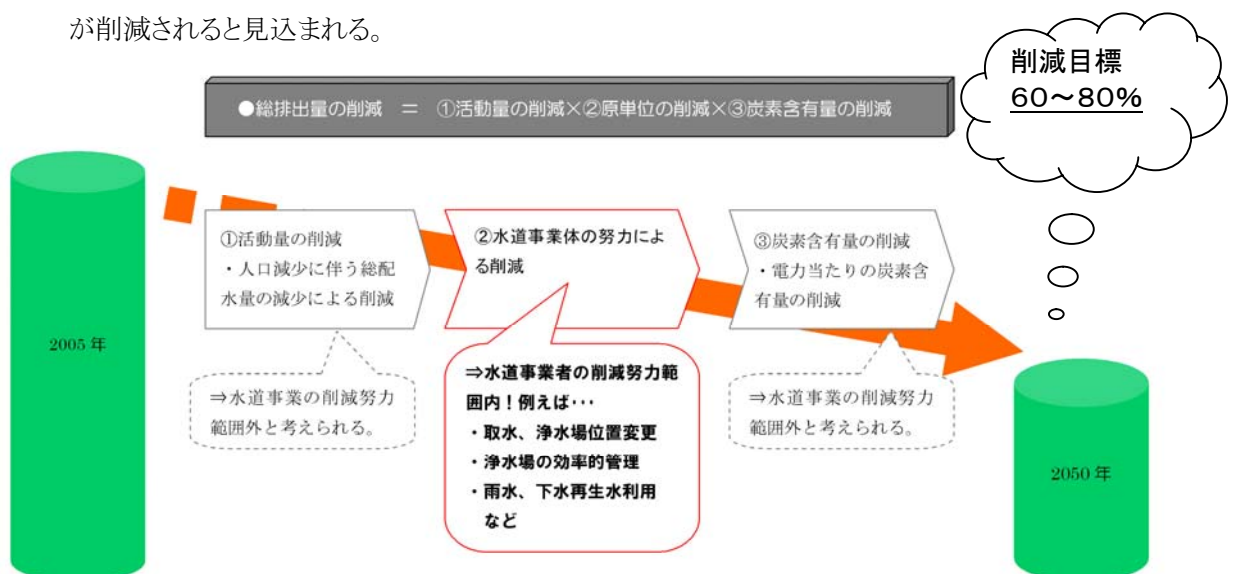 が削減されると見込まれる。
削減目標
60～80%
●総排出量の削減 ＝ ①活動量の削減×②原単位の削減×③炭素含有量の削減
2005 年
①活動量の削減
・人口減少に伴う総配
水量の減少による削減
⇒水道事業の削減努力
範囲外と考えられる。
②水道事業体の努力によ
る削減
⇒水道事業者の削減努力範
囲内！例えば･･･
・取水、浄水場位置変更
・浄水場の効率的管理
・雨水、下水再生水利用
など
③炭素含有量の削減
・電力当たりの炭素含
有量の削減
⇒水道事業の削減努力
範囲外と考えられる。
2050 年